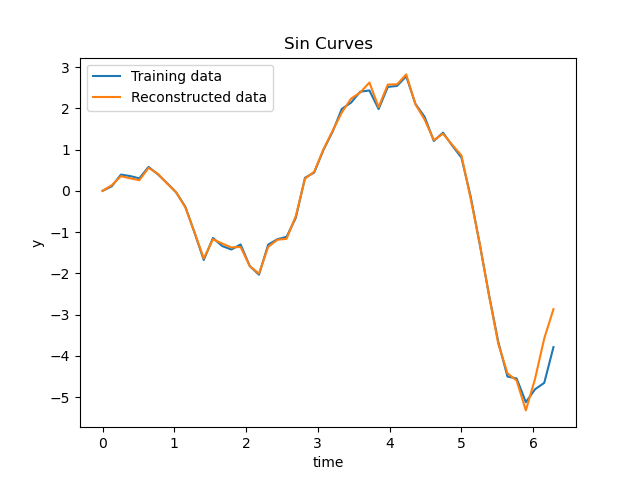 Sin Curves
Training data
Reconstructed data
3
2
1
0
−1
−2
−3
−4
−5
y
0 1 2 3 4 5 6
time